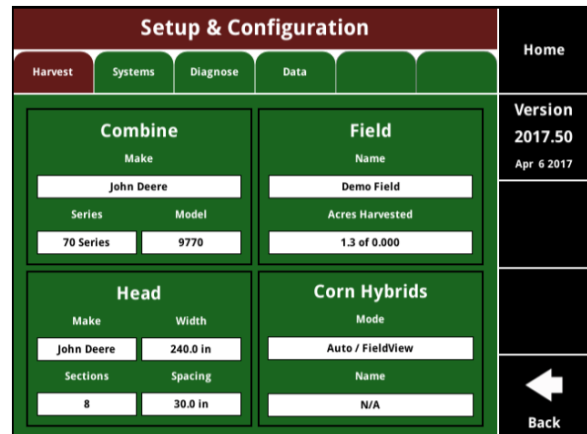 Setup & Configuration
Home
Harvest
Systems
Diagnose
Data
Version
2017.50
Apr 6 2017
Combine
Make
John Deere
Series
Model
70 Series
9770
Field
Name
Demo Field
Acres Harvested
1.3 of 0.000
Head
Make
Width
John Deere
240.0 in
Sections
Spacing
8
30.0 in
Corn Hybrids
Mode
Auto / FieldView
Name
N/A
Back